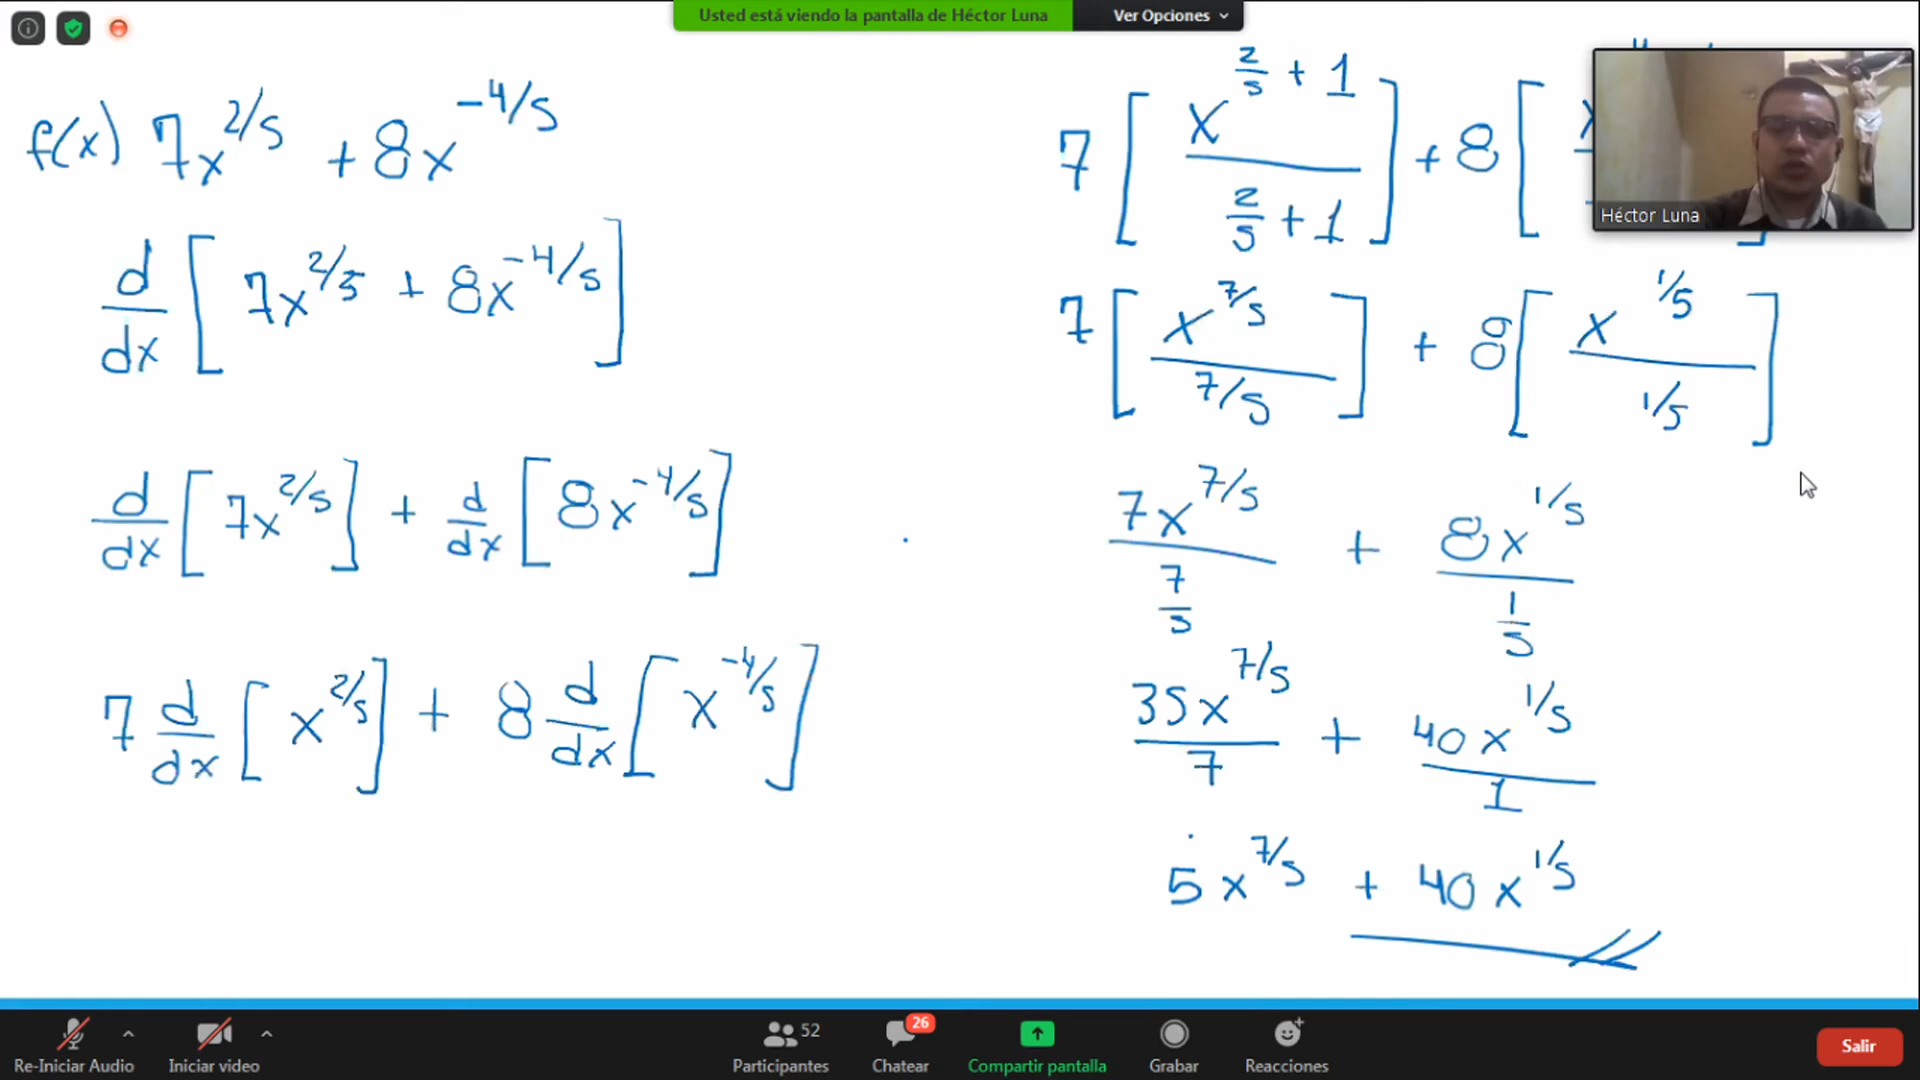 Usted está viendo la pantalla de Héctor Luna
Ver Opciones
f(x) 7x^{2/5} + 8x^{-4/5}
d/dx [ 7x^{2/5} + 8x^{-4/5} ]
d/dx [ 7x^{2/5} ] + d/dx [ 8x^{-4/5} ]
7 d/dx [ x^{2/5} ] + 8 d/dx [ x^{-4/5} ]
7 [ x^{2/5 + 1} / (2/5 + 1) ] + 8 [
Héctor Luna
7 [ x^{7/5} / (7/5) ] + 8 [ x^{1/5} / (1/5) ]
7x^{7/5} / (7/5) + 8x^{1/5} / (1/5)
35x^{7/5} / 7 + 40x^{1/5} / 1
5x^{7/5} + 40x^{1/5}
Re-Iniciar Audio
Iniciar video
52
Participantes
26
Chatear
Compartir pantalla
Grabar
Reacciones
Salir